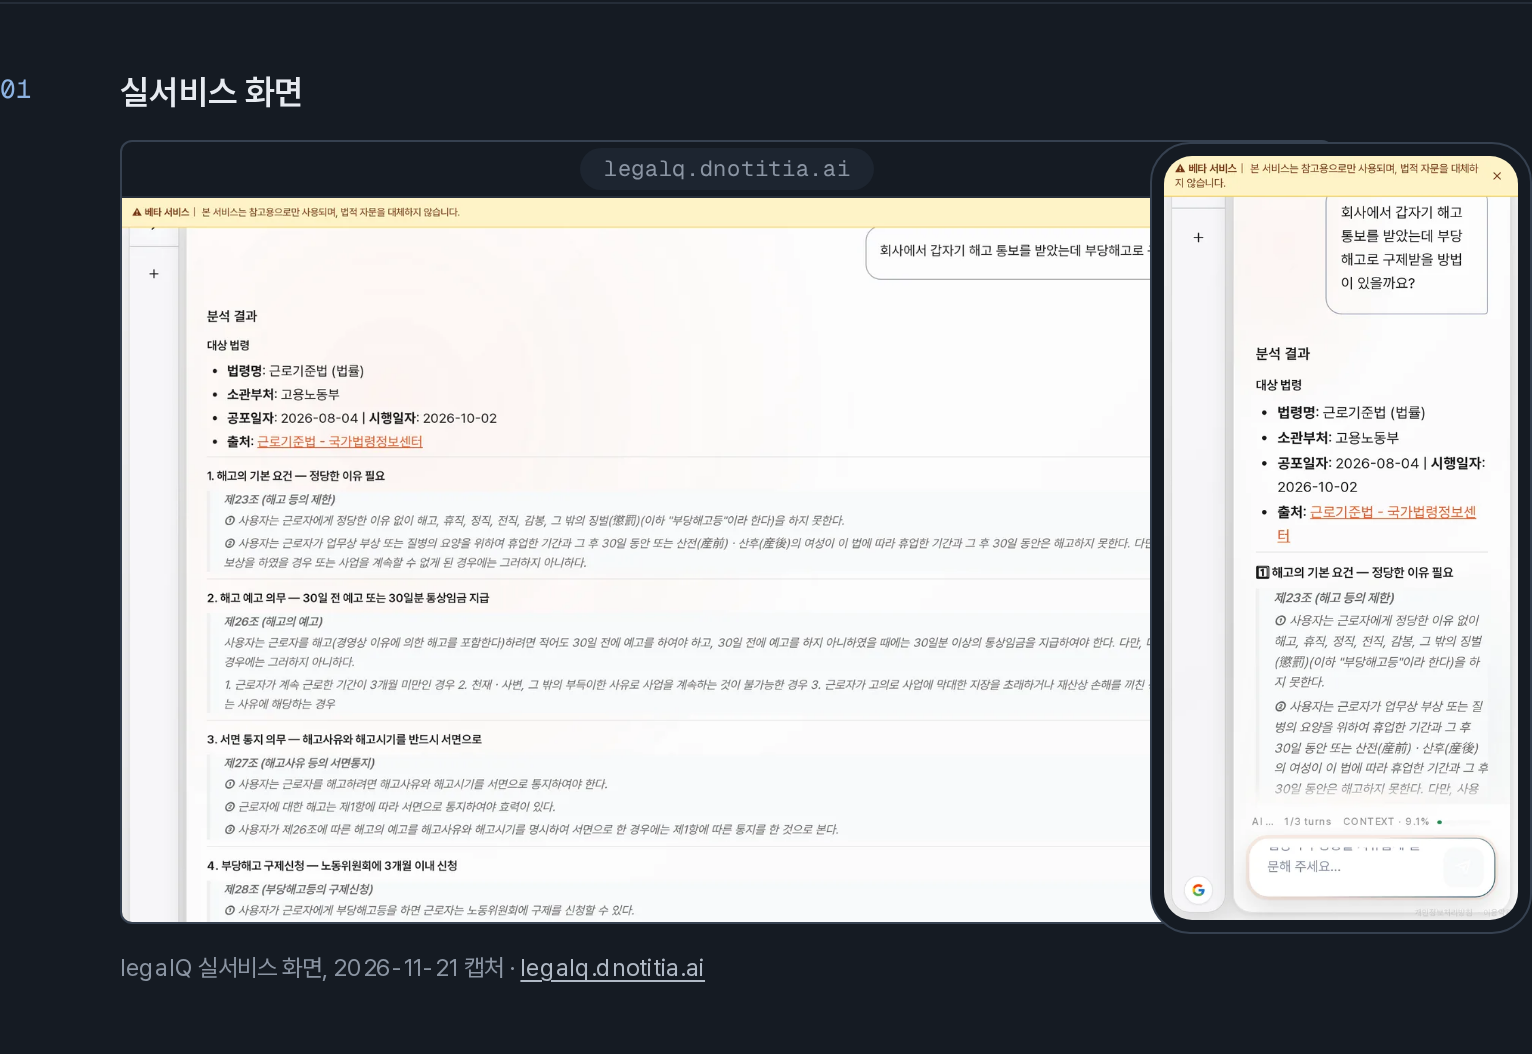 01
실서비스 화면
legalq.dnotitia.ai
⚠ 베타 서비스 | 본 서비스는 참고용으로만 사용되며, 법적 자문을 대체하지 않습니다.
+
회사에서 갑자기 해고 통보를 받았는데 부당해고로
분석 결과
대상 법령
• 법령명: 근로기준법 (법률)
• 소관부처: 고용노동부
• 공포일자: 2026-08-04 | 시행일자: 2026-10-02
• 출처: 근로기준법 - 국가법령정보센터
1. 해고의 기본 요건 — 정당한 이유 필요
제23조 (해고 등의 제한)
① 사용자는 근로자에게 정당한 이유 없이 해고, 휴직, 정직, 전직, 감봉, 그 밖의 징벌(懲罰)(이하 "부당해고등"이라 한다)을 하지 못한다.
② 사용자는 근로자가 업무상 부상 또는 질병의 요양을 위하여 휴업한 기간과 그 후 30일 동안 또는 산전(産前) · 산후(産後)의 여성이 이 법에 따라 휴업한 기간과 그 후 30일 동안은 해고하지 못한다. 다만
보상을 하였을 경우 또는 사업을 계속할 수 없게 된 경우에는 그러하지 아니하다.
2. 해고 예고 의무 — 30일 전 예고 또는 30일분 통상임금 지급
제26조 (해고의 예고)
사용자는 근로자를 해고(경영상 이유에 의한 해고를 포함한다)하려면 적어도 30일 전에 예고를 하여야 하고, 30일 전에 예고를 하지 아니하였을 때에는 30일분 이상의 통상임금을 지급하여야 한다. 다만,
경우에는 그러하지 아니하다.
1. 근로자가 계속 근로한 기간이 3개월 미만인 경우 2. 천재 · 사변, 그 밖의 부득이한 사유로 사업을 계속하는 것이 불가능한 경우 3. 근로자가 고의로 사업에 막대한 지장을 초래하거나 재산상 손해를 끼친
는 사유에 해당하는 경우
3. 서면 통지 의무 — 해고사유와 해고시기를 반드시 서면으로
제27조 (해고사유 등의 서면통지)
① 사용자는 근로자를 해고하려면 해고사유와 해고시기를 서면으로 통지하여야 한다.
② 근로자에 대한 해고는 제1항에 따라 서면으로 통지하여야 효력이 있다.
③ 사용자가 제26조에 따른 해고의 예고를 해고사유와 해고시기를 명시하여 서면으로 한 경우에는 제1항에 따른 통지를 한 것으로 본다.
4. 부당해고 구제신청 — 노동위원회에 3개월 이내 신청
제28조 (부당해고등의 구제신청)
① 사용자가 근로자에게 부당해고등을 하면 근로자는 노동위원회에 구제를 신청할 수 있다.
⚠ 베타 서비스 | 본 서비스는 참고용으로만 사용되며, 법적 자문을 대체하
지 않습니다.
×
+
회사에서 갑자기 해고
통보를 받았는데 부당
해고로 구제받을 방법
이 있을까요?
분석 결과
대상 법령
• 법령명: 근로기준법 (법률)
• 소관부처: 고용노동부
• 공포일자: 2026-08-04 | 시행일자:
2026-10-02
• 출처: 근로기준법 - 국가법령정보센
터
1️⃣ 해고의 기본 요건 — 정당한 이유 필요
제23조 (해고 등의 제한)
① 사용자는 근로자에게 정당한 이유 없이
해고, 휴직, 정직, 전직, 감봉, 그 밖의 징벌
(懲罰)(이하 "부당해고등"이라 한다)을 하
지 못한다.
② 사용자는 근로자가 업무상 부상 또는 질
병의 요양을 위하여 휴업한 기간과 그 후
30일 동안 또는 산전(産前) · 산후(産後)
의 여성이 이 법에 따라 휴업한 기간과 그 후
30일 동안은 해고하지 못한다. 다만, 사용
AI ... 1/3 turns CONTEXT · 9.1%
문해 주세요...
legalQ 실서비스 화면, 2026-11-21 캡처 · legalq.dnotitia.ai